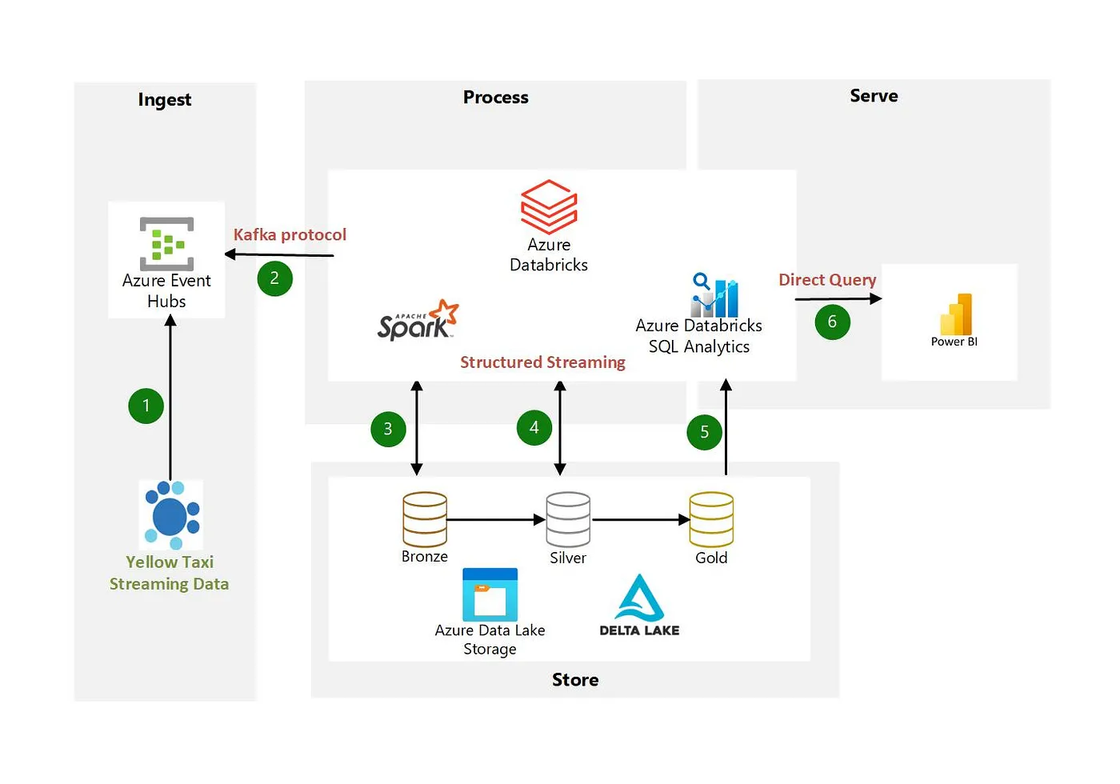 Ingest
Process
Serve
Kafka protocol
2
Azure Event
Hubs
1
Yellow Taxi
Streaming Data
Azure
Databricks
APACHE
Spark
Azure Databricks
SQL Analytics
Structured Streaming
Direct Query
6
Power BI
3
4
5
Bronze
Silver
Gold
Azure Data Lake
Storage
DELTA LAKE
Store